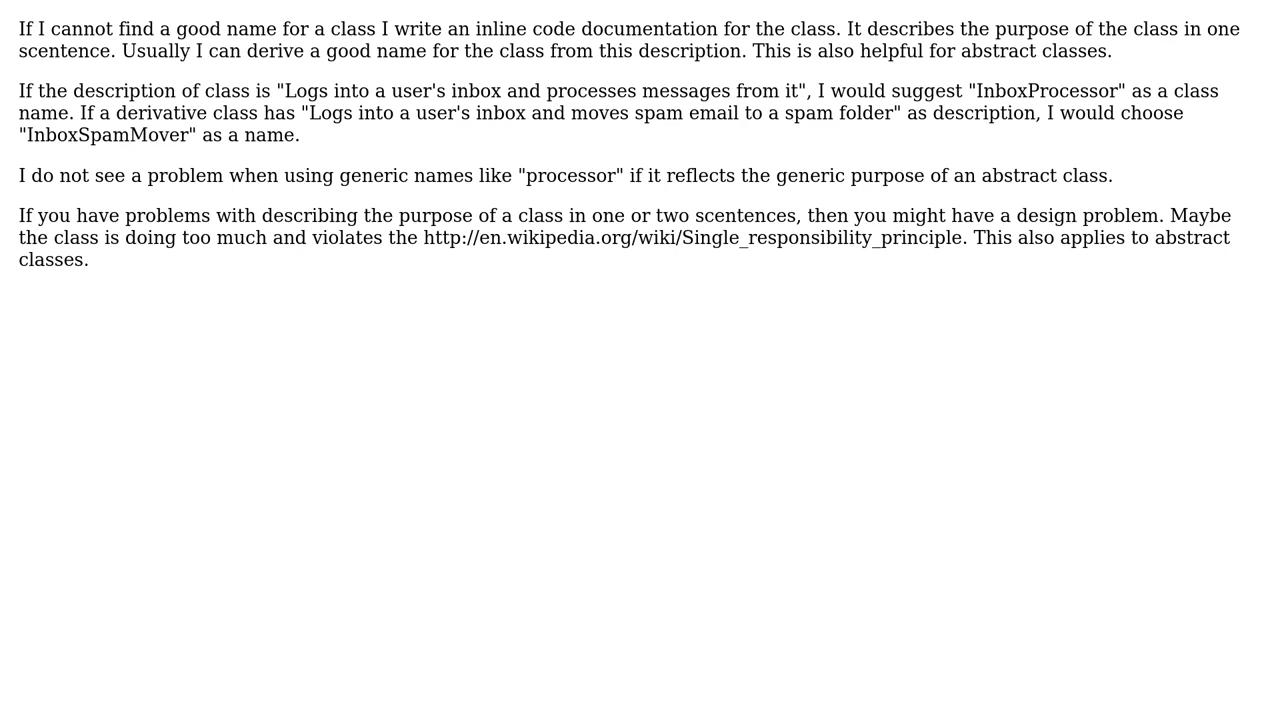 If I cannot find a good name for a class I write an inline code documentation for the class. It describes the purpose of the class in one
scentence. Usually I can derive a good name for the class from this description. This is also helpful for abstract classes.
If the description of class is "Logs into a user's inbox and processes messages from it", I would suggest "InboxProcessor" as a class
name. If a derivative class has "Logs into a user's inbox and moves spam email to a spam folder" as description, I would choose
"InboxSpamMover" as a name.
I do not see a problem when using generic names like "processor" if it reflects the generic purpose of an abstract class.
If you have problems with describing the purpose of a class in one or two scentences, then you might have a design problem. Maybe
the class is doing too much and violates the http://en.wikipedia.org/wiki/Single_responsibility_principle. This also applies to abstract
classes.